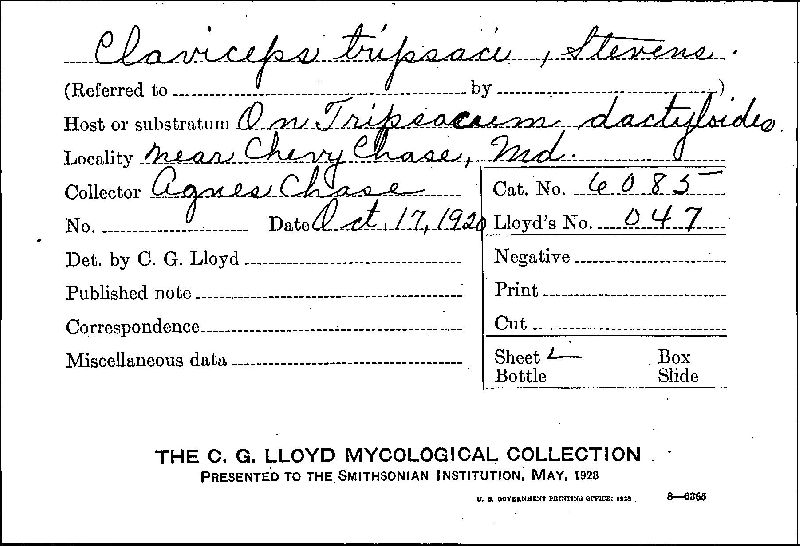 Claviceps tripsaci, Stevens.
(Referred to by )
Host or substratum On Tripsacum dactyloides.
Locality near Chevy Chase, Md.
Collector Agnes Chase
Cat. No. 6085
No. Date Oct. 17, 1920
Lloyd's No. 047
Det. by C. G. Lloyd
Negative
Published note
Print
Correspondence
Cut
Miscellaneous data
Sheet Box
Bottle Slide
THE C. G. LLOYD MYCOLOGICAL COLLECTION
PRESENTED TO THE SMITHSONIAN INSTITUTION, MAY, 1928
U. S. GOVERNMENT PRINTING OFFICE: 1928 8—6365